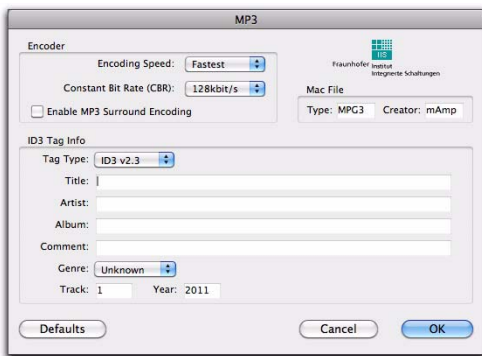 MP3
Encoder
Encoding Speed: Fastest
Constant Bit Rate (CBR): 128kbit/s
Enable MP3 Surround Encoding
IIS
Fraunhofer Institut
Integrierte Schaltungen
Mac File
Type: MPG3 Creator: mAmp
ID3 Tag Info
Tag Type: ID3 v2.3
Title:
Artist:
Album:
Comment:
Genre: Unknown
Track: 1 Year: 2011
Defaults
Cancel
OK